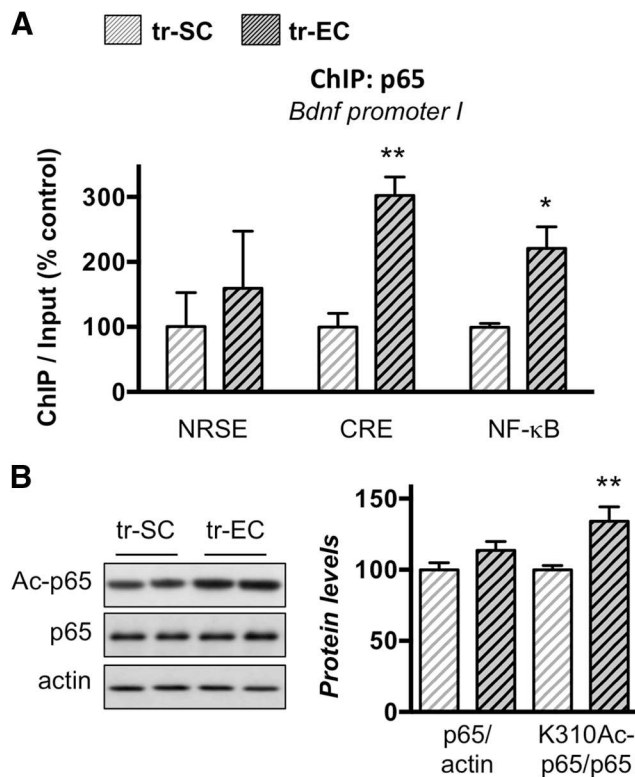 A
tr-SC tr-EC
ChIP: p65
Bdnf promoter I
ChIP / Input (% control)
300
200
100
0
** *
NRSE CRE NF-κB
B
tr-SC tr-EC
Ac-p65
p65
actin
Protein levels
150
100
50
0
**
p65/ K310Ac-
actin p65/p65